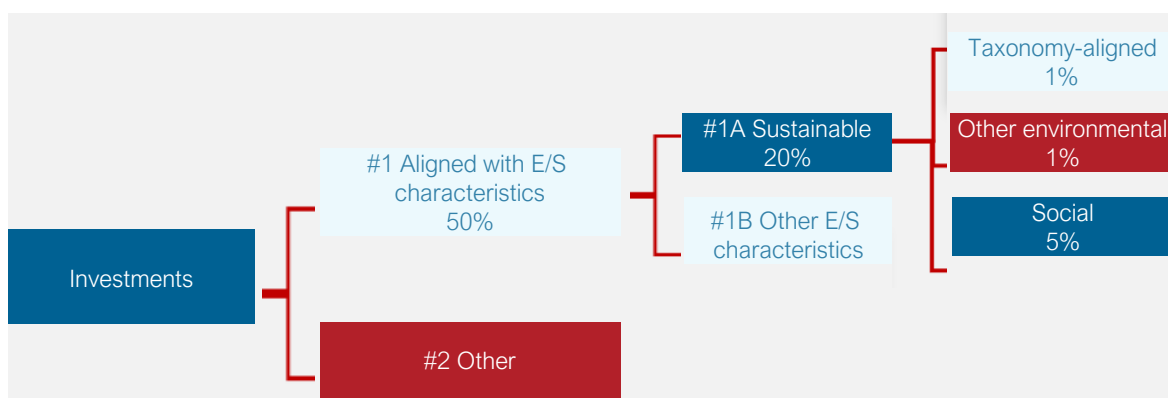 Investments
#1 Aligned with E/S
characteristics
50%
#2 Other
#1A Sustainable
20%
#1B Other E/S
characteristics
Taxonomy-aligned
1%
Other environmental
1%
Social
5%